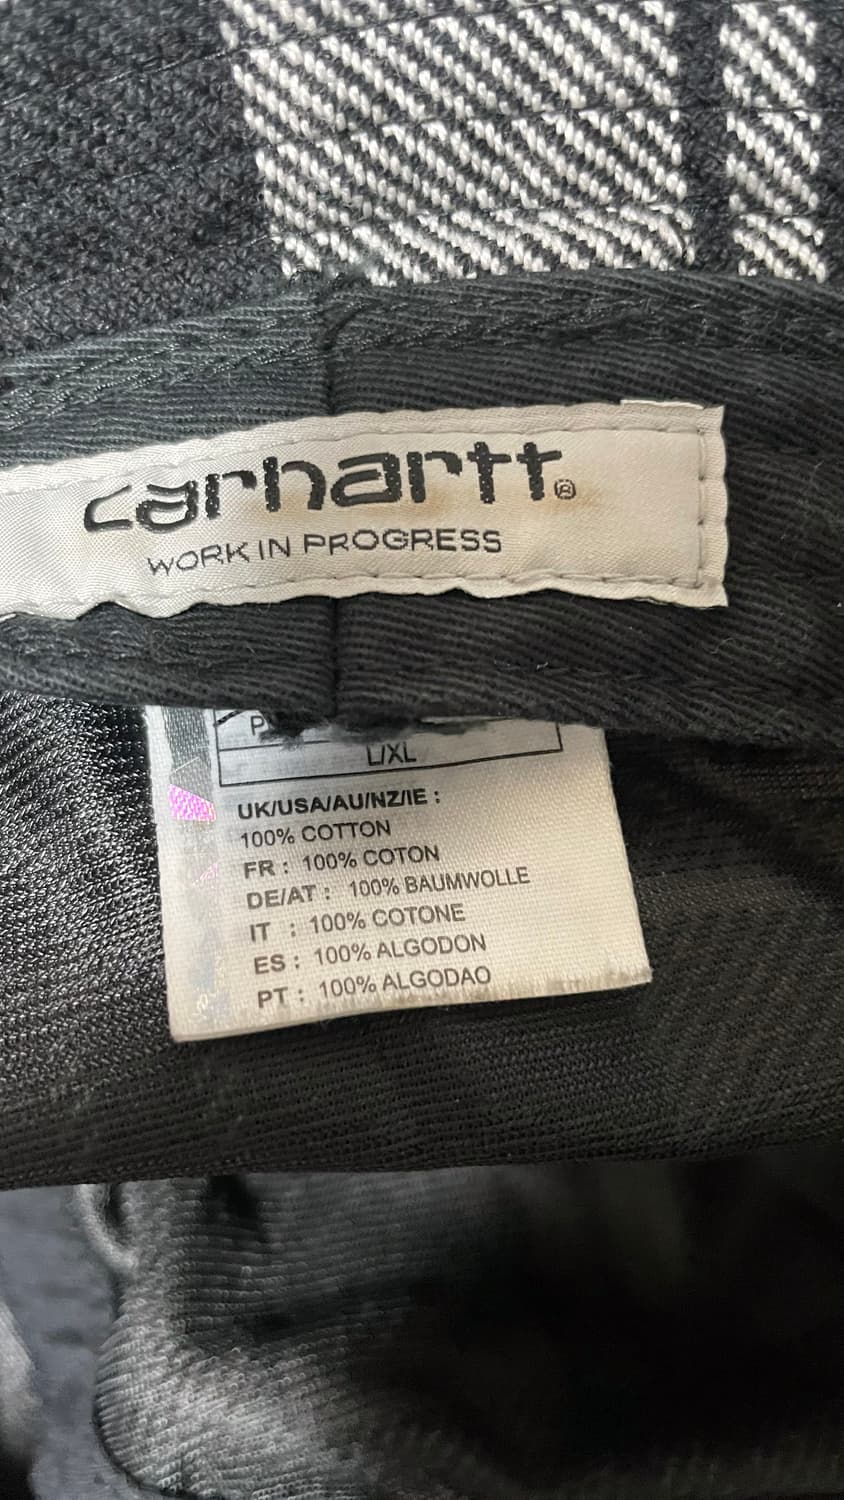 carhartt®
WORK IN PROGRESS
L/XL
UK/USA/AU/NZ/IE :
100% COTTON
FR : 100% COTON
DE/AT : 100% BAUMWOLLE
IT : 100% COTONE
ES : 100% ALGODON
PT : 100% ALGODAO